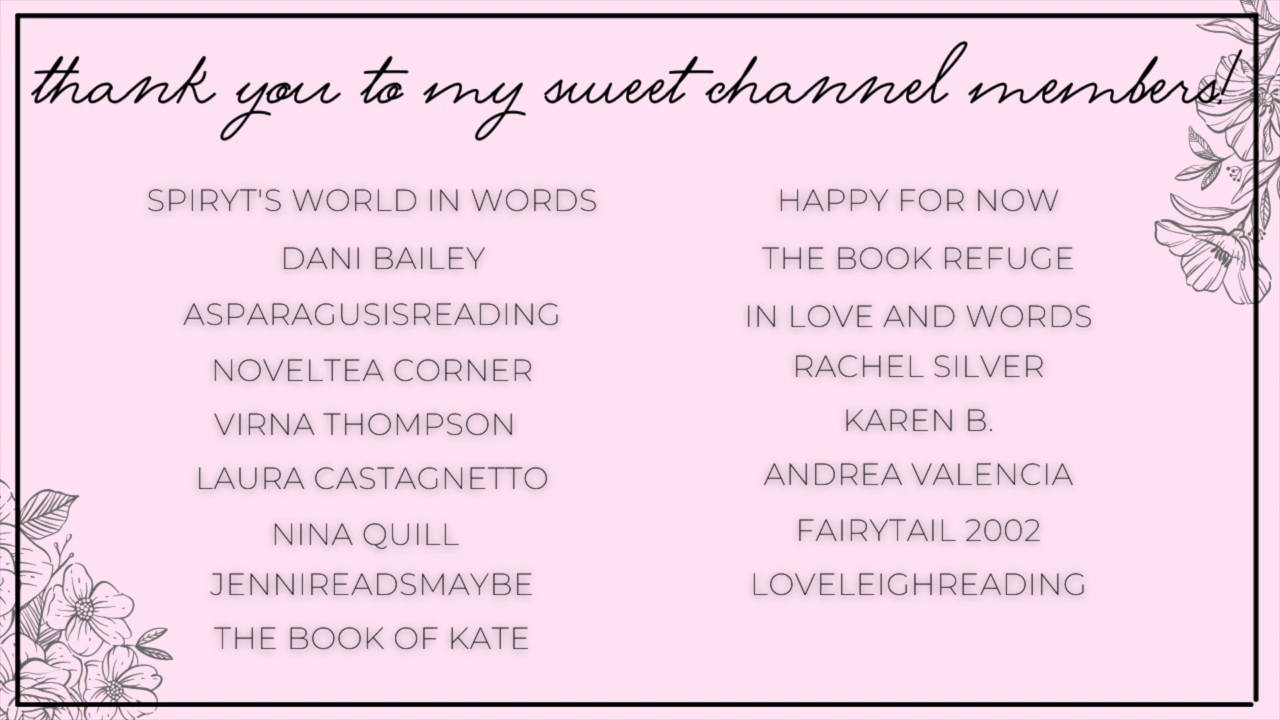 thank you to my sweet channel members!
SPIRYT'S WORLD IN WORDS
DANI BAILEY
ASPARAGUSISREADING
NOVELTEA CORNER
VIRNA THOMPSON
LAURA CASTAGNETTO
NINA QUILL
JENNIREADSMAYBE
THE BOOK OF KATE
HAPPY FOR NOW
THE BOOK REFUGE
IN LOVE AND WORDS
RACHEL SILVER
KAREN B.
ANDREA VALENCIA
FAIRYTAIL 2002
LOVELEIGHREADING